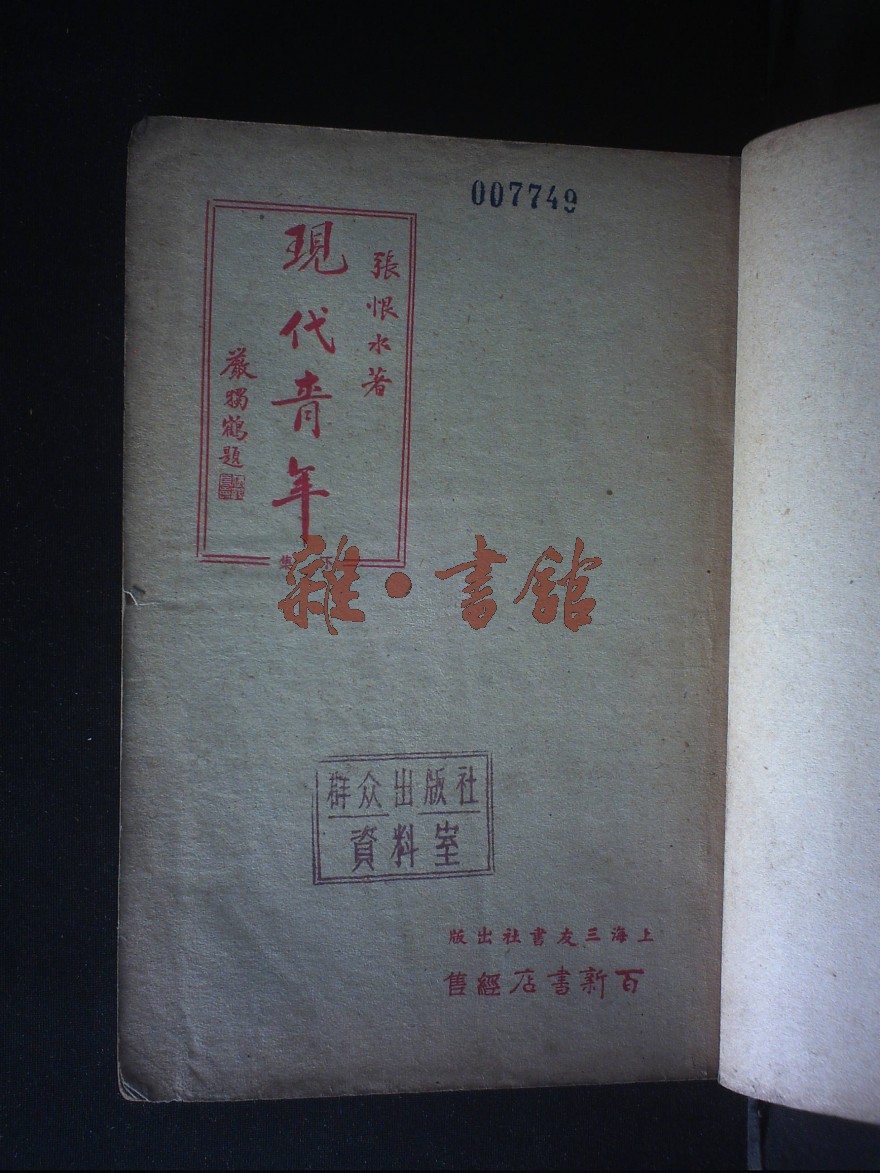 007749
張恨水著
現代青年
嚴獨鶴題
下集
雜·書館
群众出版社
資料室
上海三友書社出版
百新書店經售